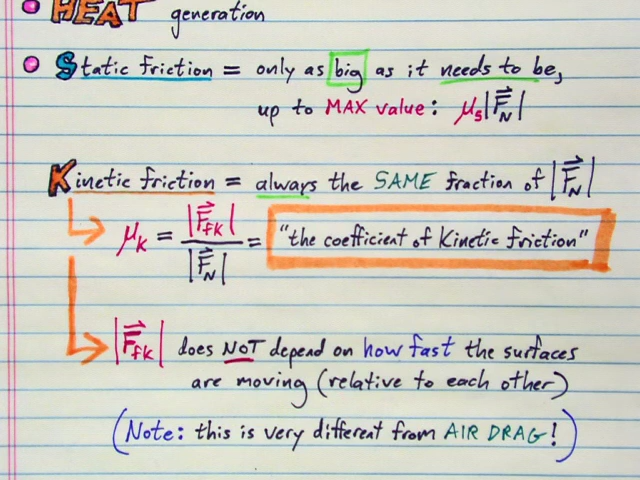 HEAT generation
Static friction = only as big as it needs to be,
up to MAX value: μs|F⃗N|
Kinetic friction = always the SAME fraction of |F⃗N|
μK = |F⃗fK| / |F⃗N| = "the coefficient of Kinetic Friction"
|F⃗fK| does NOT depend on how fast the surfaces
are moving (relative to each other)
(Note: this is very different from AIR DRAG!)